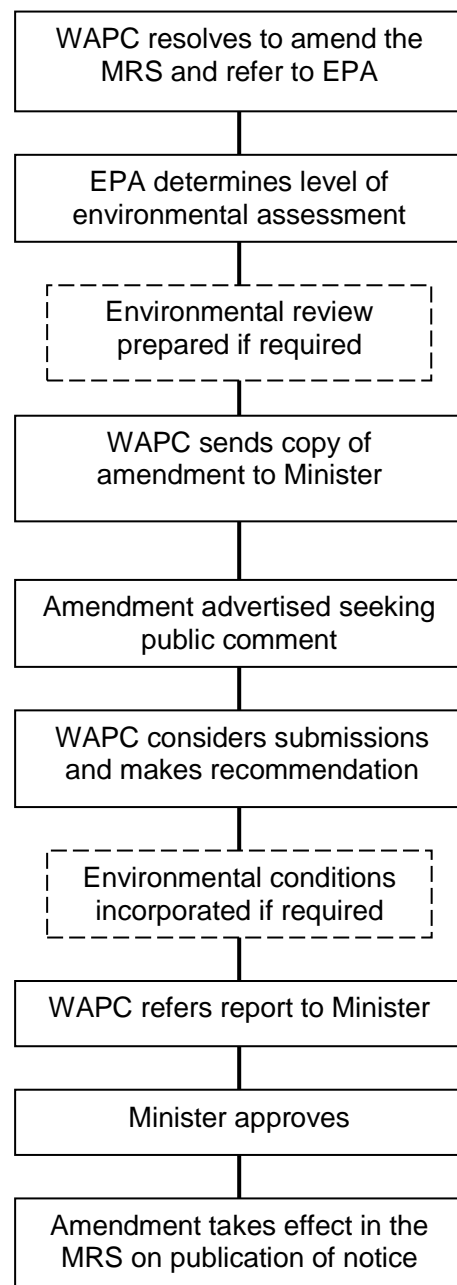 WAPC resolves to amend the
MRS and refer to EPA
EPA determines level of
environmental assessment
Environmental review
prepared if required
WAPC sends copy of
amendment to Minister
Amendment advertised seeking
public comment
WAPC considers submissions
and makes recommendation
Environmental conditions
incorporated if required
WAPC refers report to Minister
Minister approves
Amendment takes effect in the
MRS on publication of notice